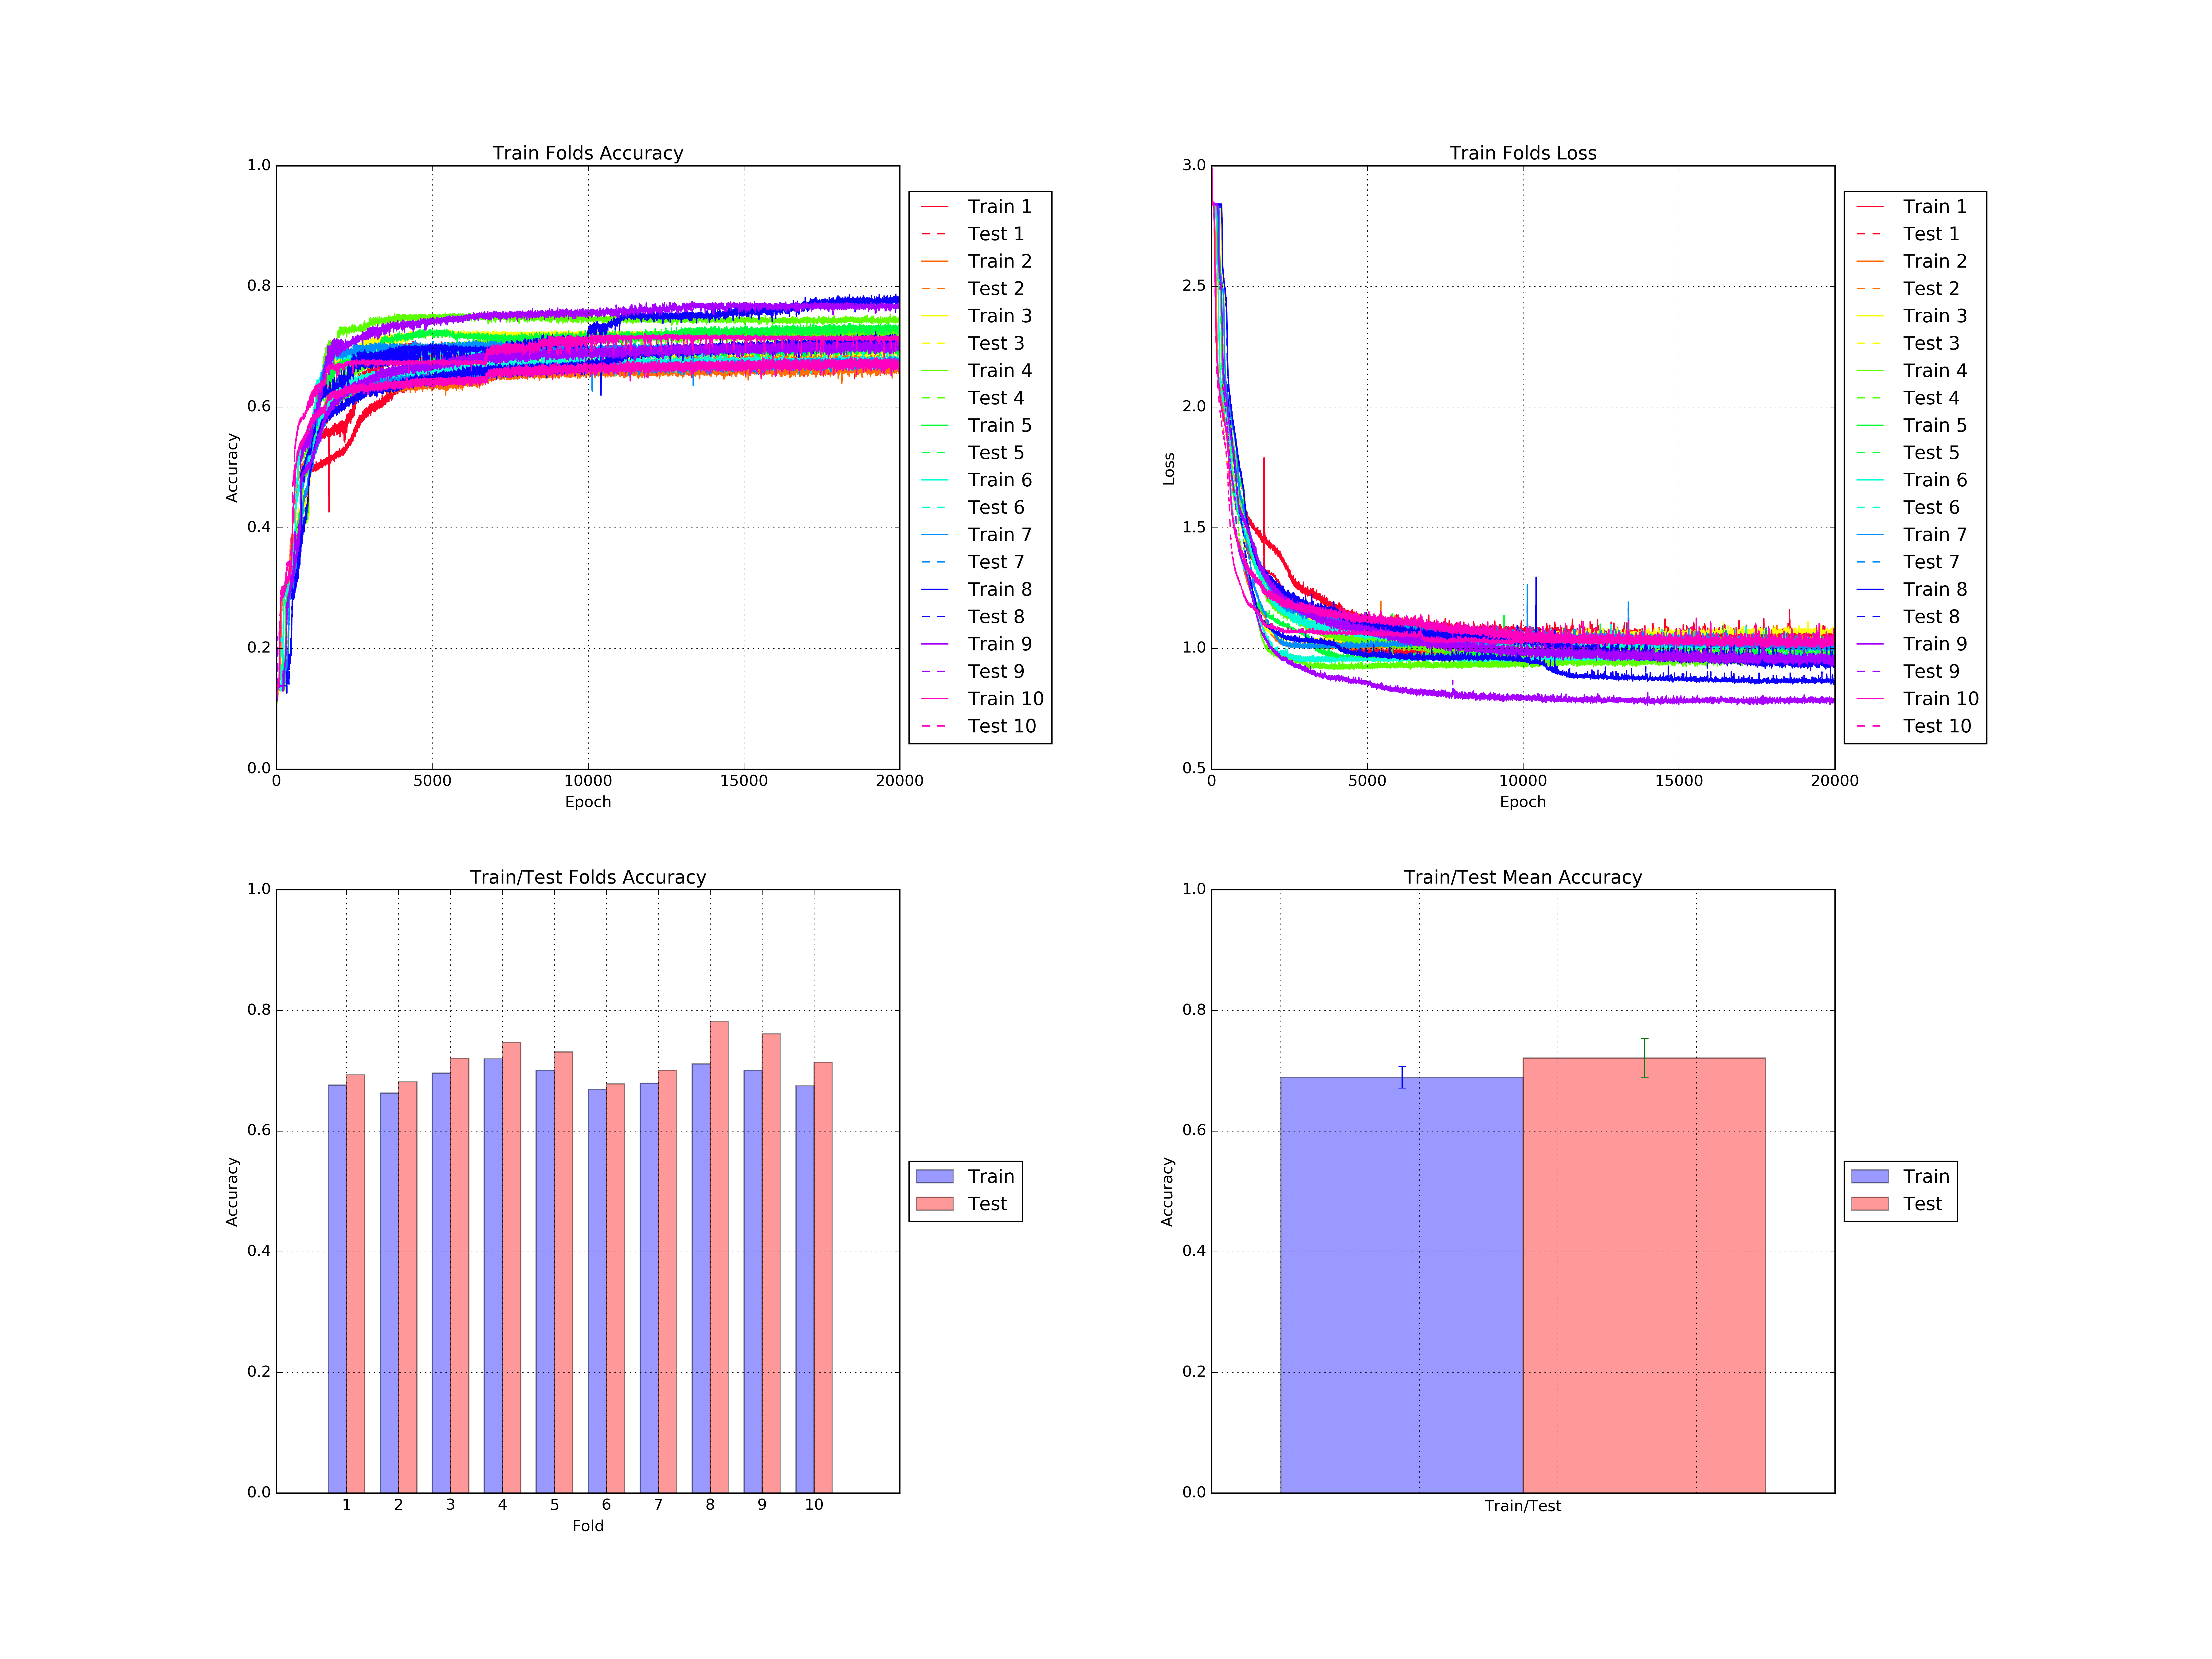 Train Folds Accuracy
1.0
0.8
0.6
0.4
0.2
0.0
Accuracy
0 5000 10000 15000 20000
Epoch
Train 1
Test 1
Train 2
Test 2
Train 3
Test 3
Train 4
Test 4
Train 5
Test 5
Train 6
Test 6
Train 7
Test 7
Train 8
Test 8
Train 9
Test 9
Train 10
Test 10
Train Folds Loss
3.0
2.5
2.0
1.5
1.0
0.5
Loss
0 5000 10000 15000 20000
Epoch
Train 1
Test 1
Train 2
Test 2
Train 3
Test 3
Train 4
Test 4
Train 5
Test 5
Train 6
Test 6
Train 7
Test 7
Train 8
Test 8
Train 9
Test 9
Train 10
Test 10
Train/Test Folds Accuracy
1.0
0.8
0.6
0.4
0.2
0.0
Accuracy
1 2 3 4 5 6 7 8 9 10
Fold
Train
Test
Train/Test Mean Accuracy
1.0
0.8
0.6
0.4
0.2
0.0
Accuracy
Train/Test
Train
Test